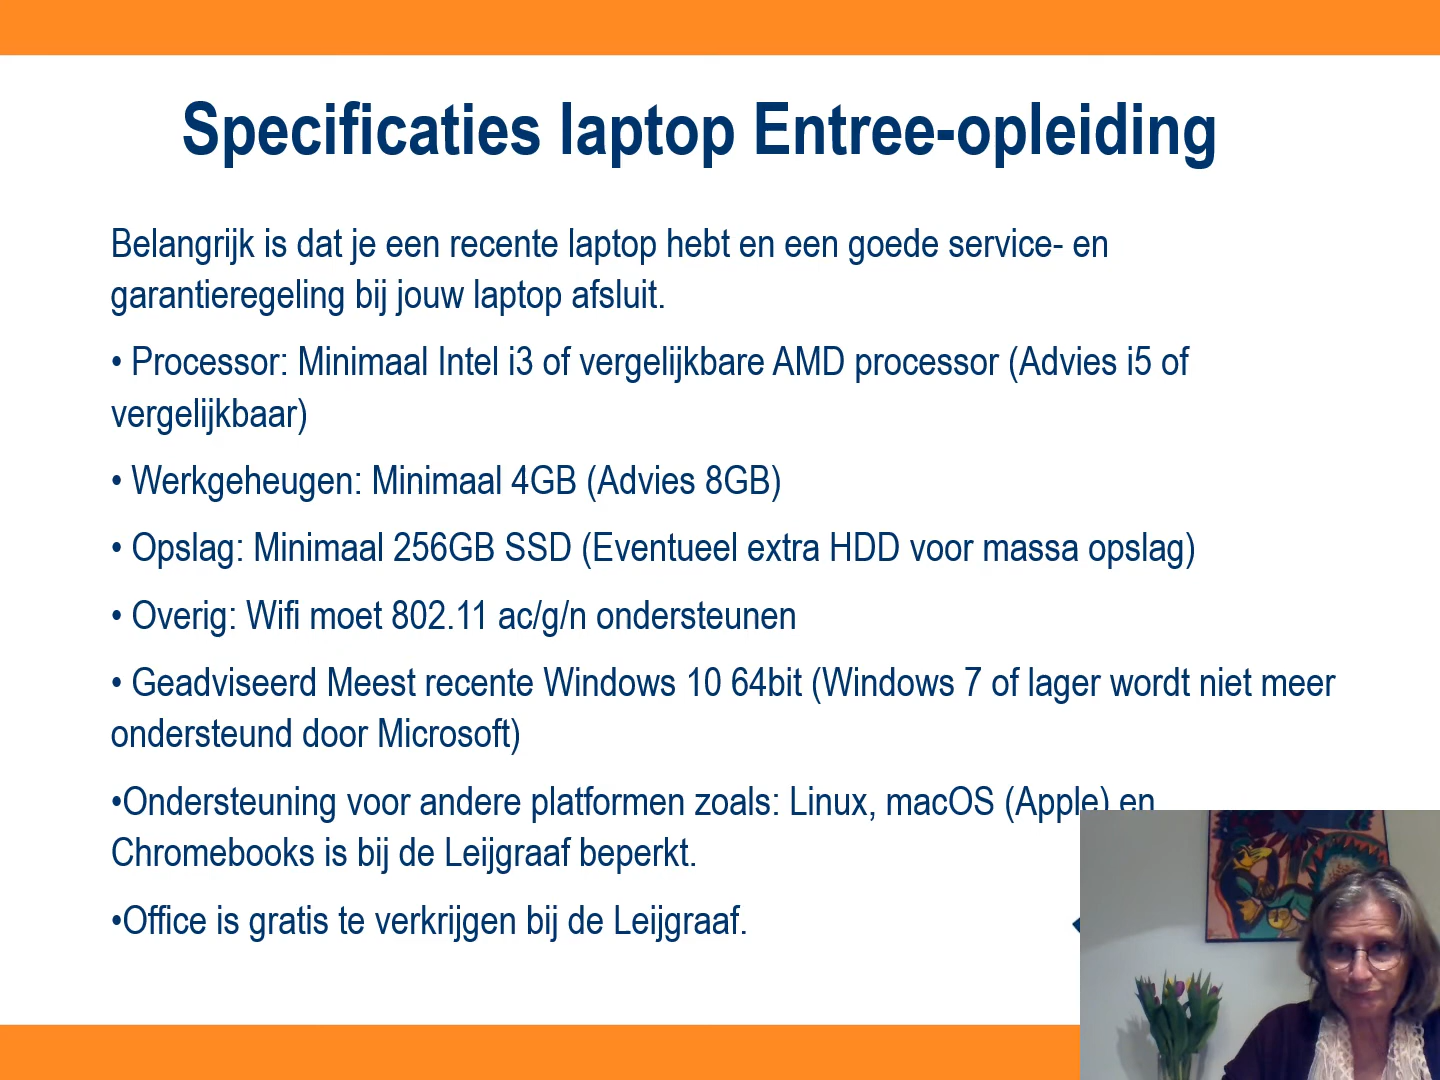 Specificaties laptop Entree-opleiding
Belangrijk is dat je een recente laptop hebt en een goede service- en
garantieregeling bij jouw laptop afsluit.
• Processor: Minimaal Intel i3 of vergelijkbare AMD processor (Advies i5 of
vergelijkbaar)
• Werkgeheugen: Minimaal 4GB (Advies 8GB)
• Opslag: Minimaal 256GB SSD (Eventueel extra HDD voor massa opslag)
• Overig: Wifi moet 802.11 ac/g/n ondersteunen
• Geadviseerd Meest recente Windows 10 64bit (Windows 7 of lager wordt niet meer
ondersteund door Microsoft)
•Ondersteuning voor andere platformen zoals: Linux, macOS (Apple) en
Chromebooks is bij de Leijgraaf beperkt.
•Office is gratis te verkrijgen bij de Leijgraaf.